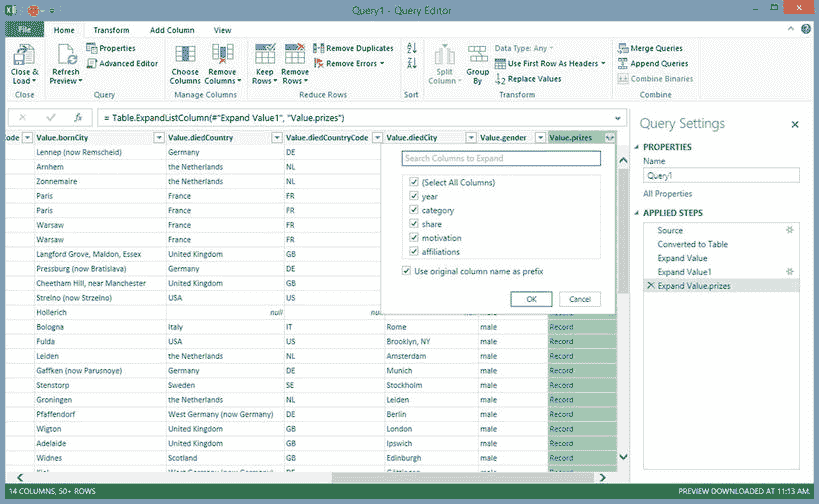 Query1 - Query Editor
File Home Transform Add Column View
Close & Load
Refresh Preview
Properties
Advanced Editor
Choose Columns
Remove Columns
Keep Rows
Remove Rows
Remove Duplicates
Remove Errors
Split Column
Group By
Data Type: Any
Use First Row As Headers
Replace Values
Merge Queries
Append Queries
Combine Binaries
Close Query Manage Columns Reduce Rows Sort Transform Combine
= Table.ExpandListColumn(#"Expand Value1", "Value.prizes")
Code Value.bornCity Value.diedCountry Value.diedCountryCode Value.diedCity Value.gender Value.prizes
Lennep (now Remscheid) Germany DE
Arnhem the Netherlands NL
Zonnemaire the Netherlands NL
Paris France FR
Paris France FR
Warsaw France FR
Warsaw France FR
Langford Grove, Maldon, Essex United Kingdom GB
Pressburg (now Bratislava) Germany DE
Cheetham Hill, near Manchester United Kingdom GB
Strelno (now Strzelno) USA US
Hollerich null null
Bologna Italy IT Rome male Record
Fulda USA US Brooklyn, NY male Record
Leiden the Netherlands NL Amsterdam male Record
Gaffken (now Parusnoye) Germany DE Munich male Record
Stenstorp Sweden SE Stockholm male Record
Groningen the Netherlands NL Leiden male Record
Pfaffendorf West Germany (now Germany) DE Berlin male Record
Wigton United Kingdom GB London male Record
Adelaide United Kingdom GB Ipswich male Record
Widnes Scotland GB Edinburgh male Record
Search Columns to Expand
(Select All Columns)
year
category
share
motivation
affiliations
Use original column name as prefix
OK Cancel
Query Settings
PROPERTIES
Name
Query1
All Properties
APPLIED STEPS
Source
Converted to Table
Expand Value
Expand Value1
Expand Value.prizes
14 COLUMNS, 50+ ROWS
PREVIEW DOWNLOADED AT 11:13 AM.